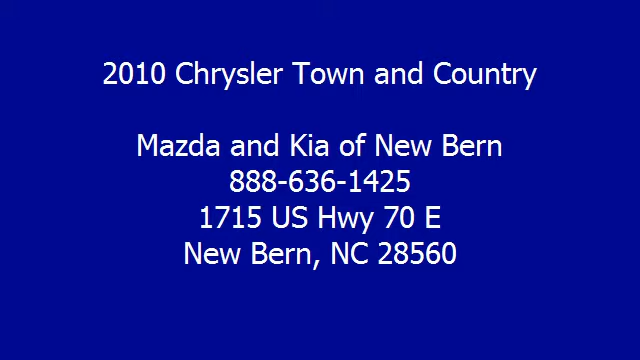 2010 Chrysler Town and Country
Mazda and Kia of New Bern
888-636-1425
1715 US Hwy 70 E
New Bern, NC 28560